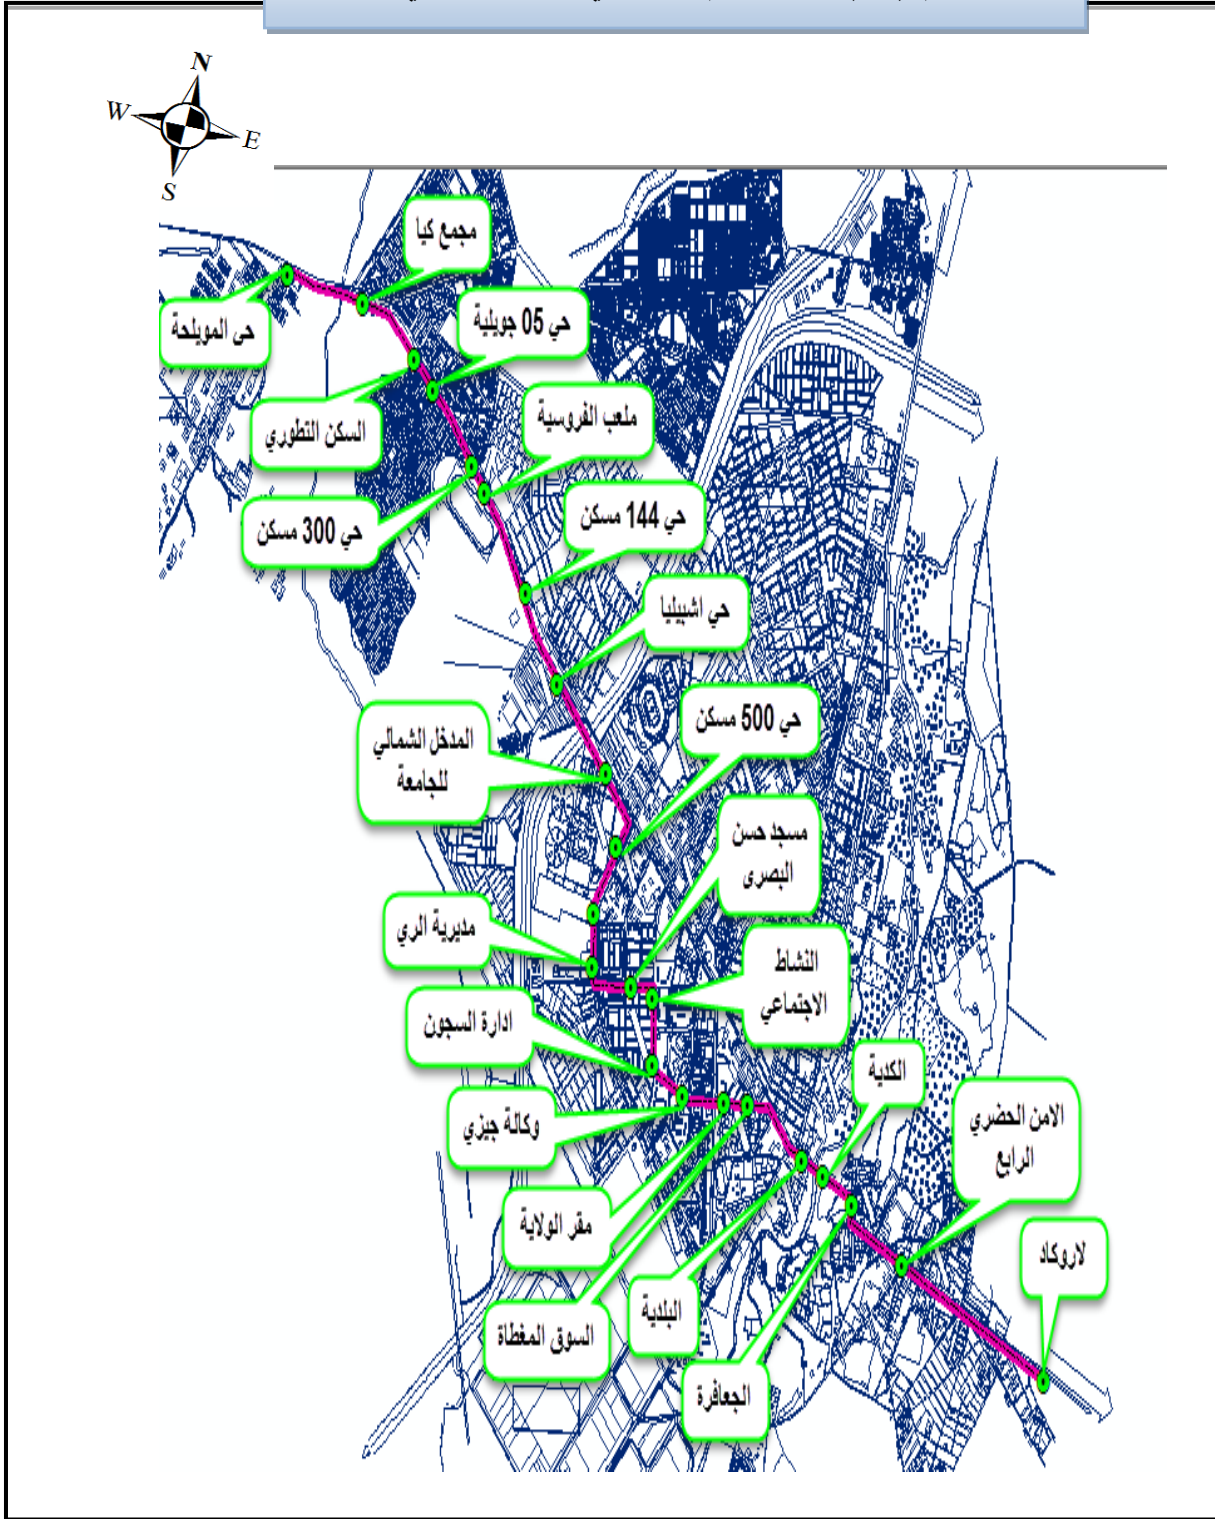 N
W
E
S
مجمع كيا
حى المويلحة
حي 05 جويلية
السكن التطوري
ملعب الفروسية
حي 300 مسكن
حي 144 مسكن
حي اشبيليا
حي 500 مسكن
المدخل الشمالي
للجامعة
مسجد حسن
البصرى
مديرية الري
النشاط
الاجتماعي
ادارة السجون
الكدية
الامن الحضري
الرابع
وكالة جيزي
مقر الولاية
لاروكاد
البلدية
السوق المغطاة
الجعافرة